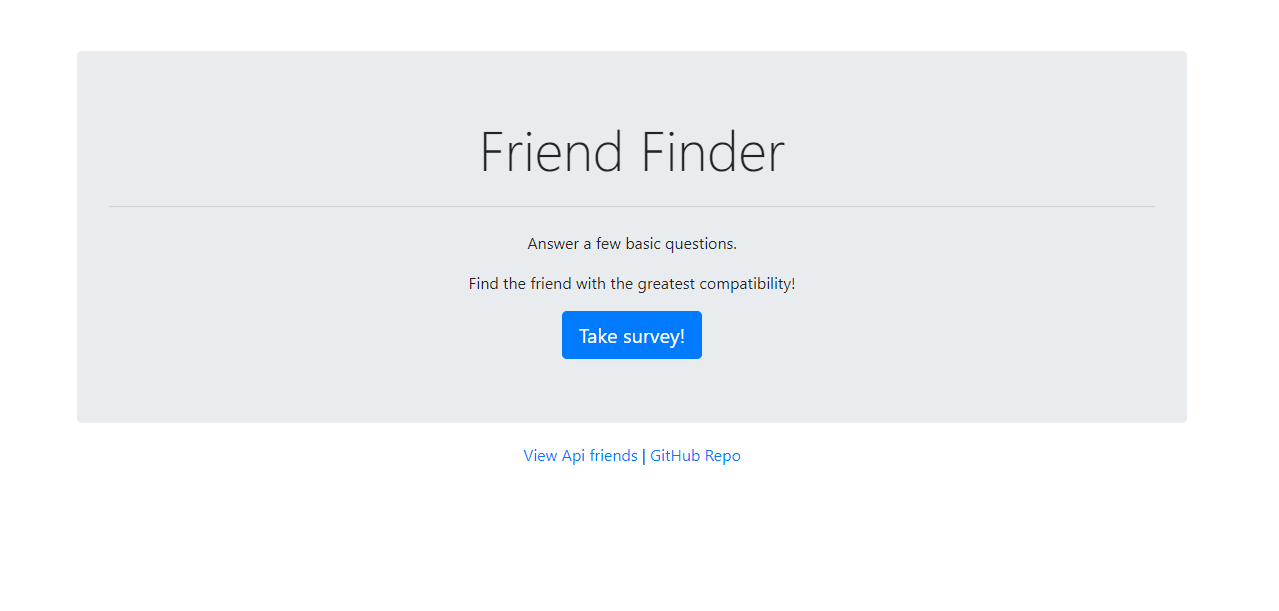 Friend Finder
Answer a few basic questions.
Find the friend with the greatest compatibility!
Take survey!
View Api friends | GitHub Repo